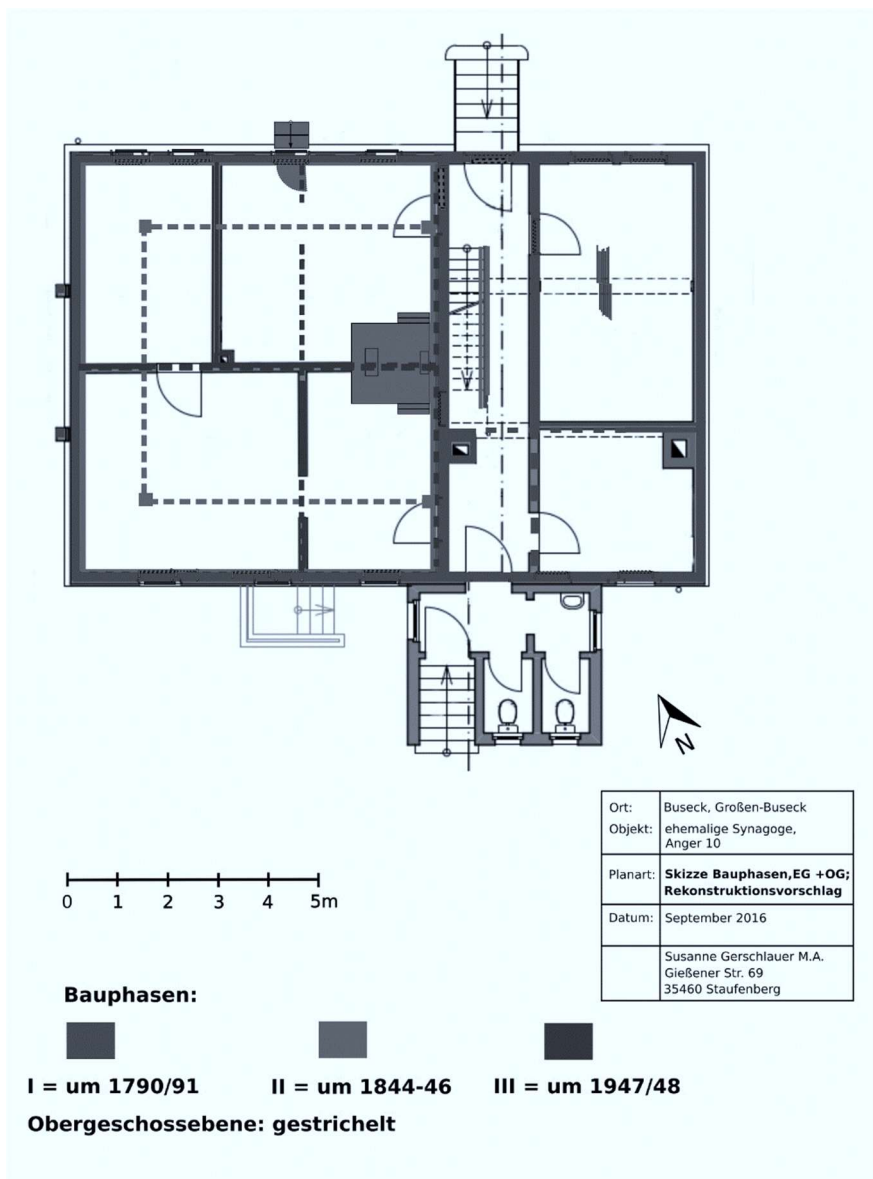 N
Ort: Buseck, Großen-Buseck
Objekt: ehemalige Synagoge,
Anger 10
Planart: Skizze Bauphasen,EG +OG;
Rekonstruktionsvorschlag
Datum: September 2016
Susanne Gerschlauer M.A.
Gießener Str. 69
35460 Staufenberg
0 1 2 3 4 5m
Bauphasen:
I = um 1790/91 II = um 1844-46 III = um 1947/48
Obergeschossebene: gestrichelt